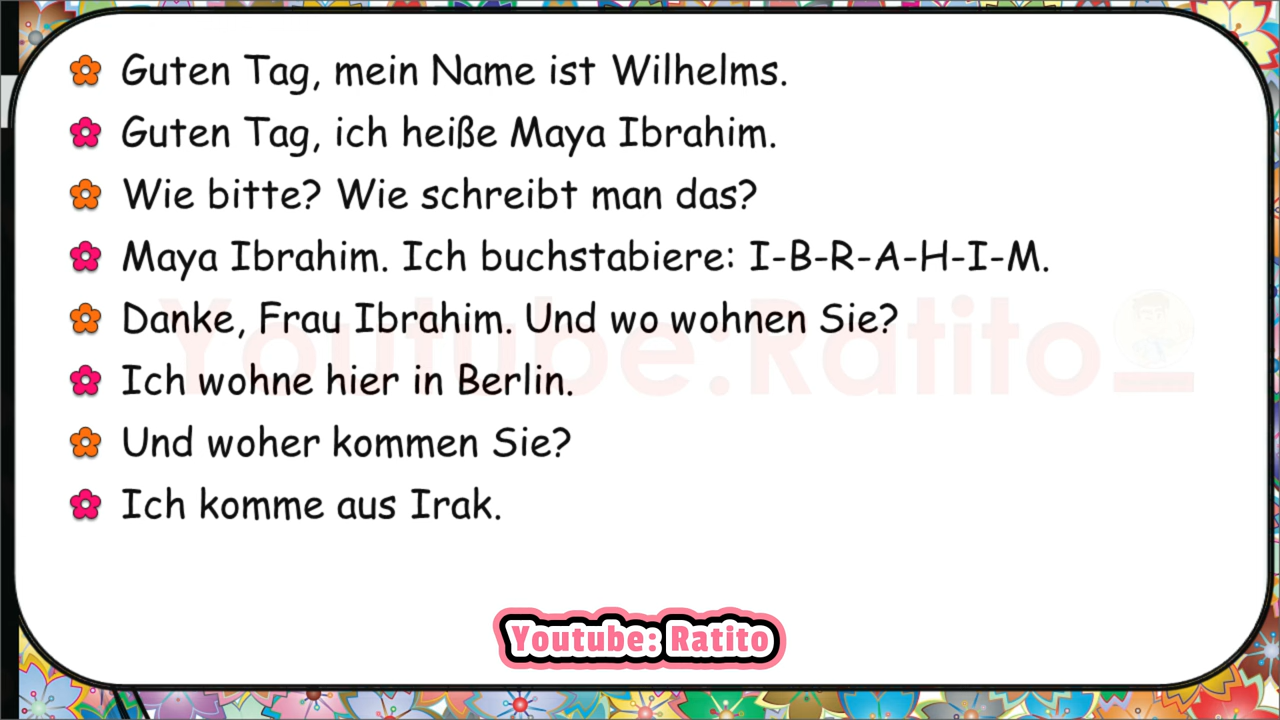 Guten Tag, mein Name ist Wilhelms.
Guten Tag, ich heiße Maya Ibrahim.
Wie bitte? Wie schreibt man das?
Maya Ibrahim. Ich buchstabiere: I-B-R-A-H-I-M.
Danke, Frau Ibrahim. Und wo wohnen Sie?
Youtube:Ratito
Ich wohne hier in Berlin.
Und woher kommen Sie?
Ich komme aus Irak.
Youtube: Ratito